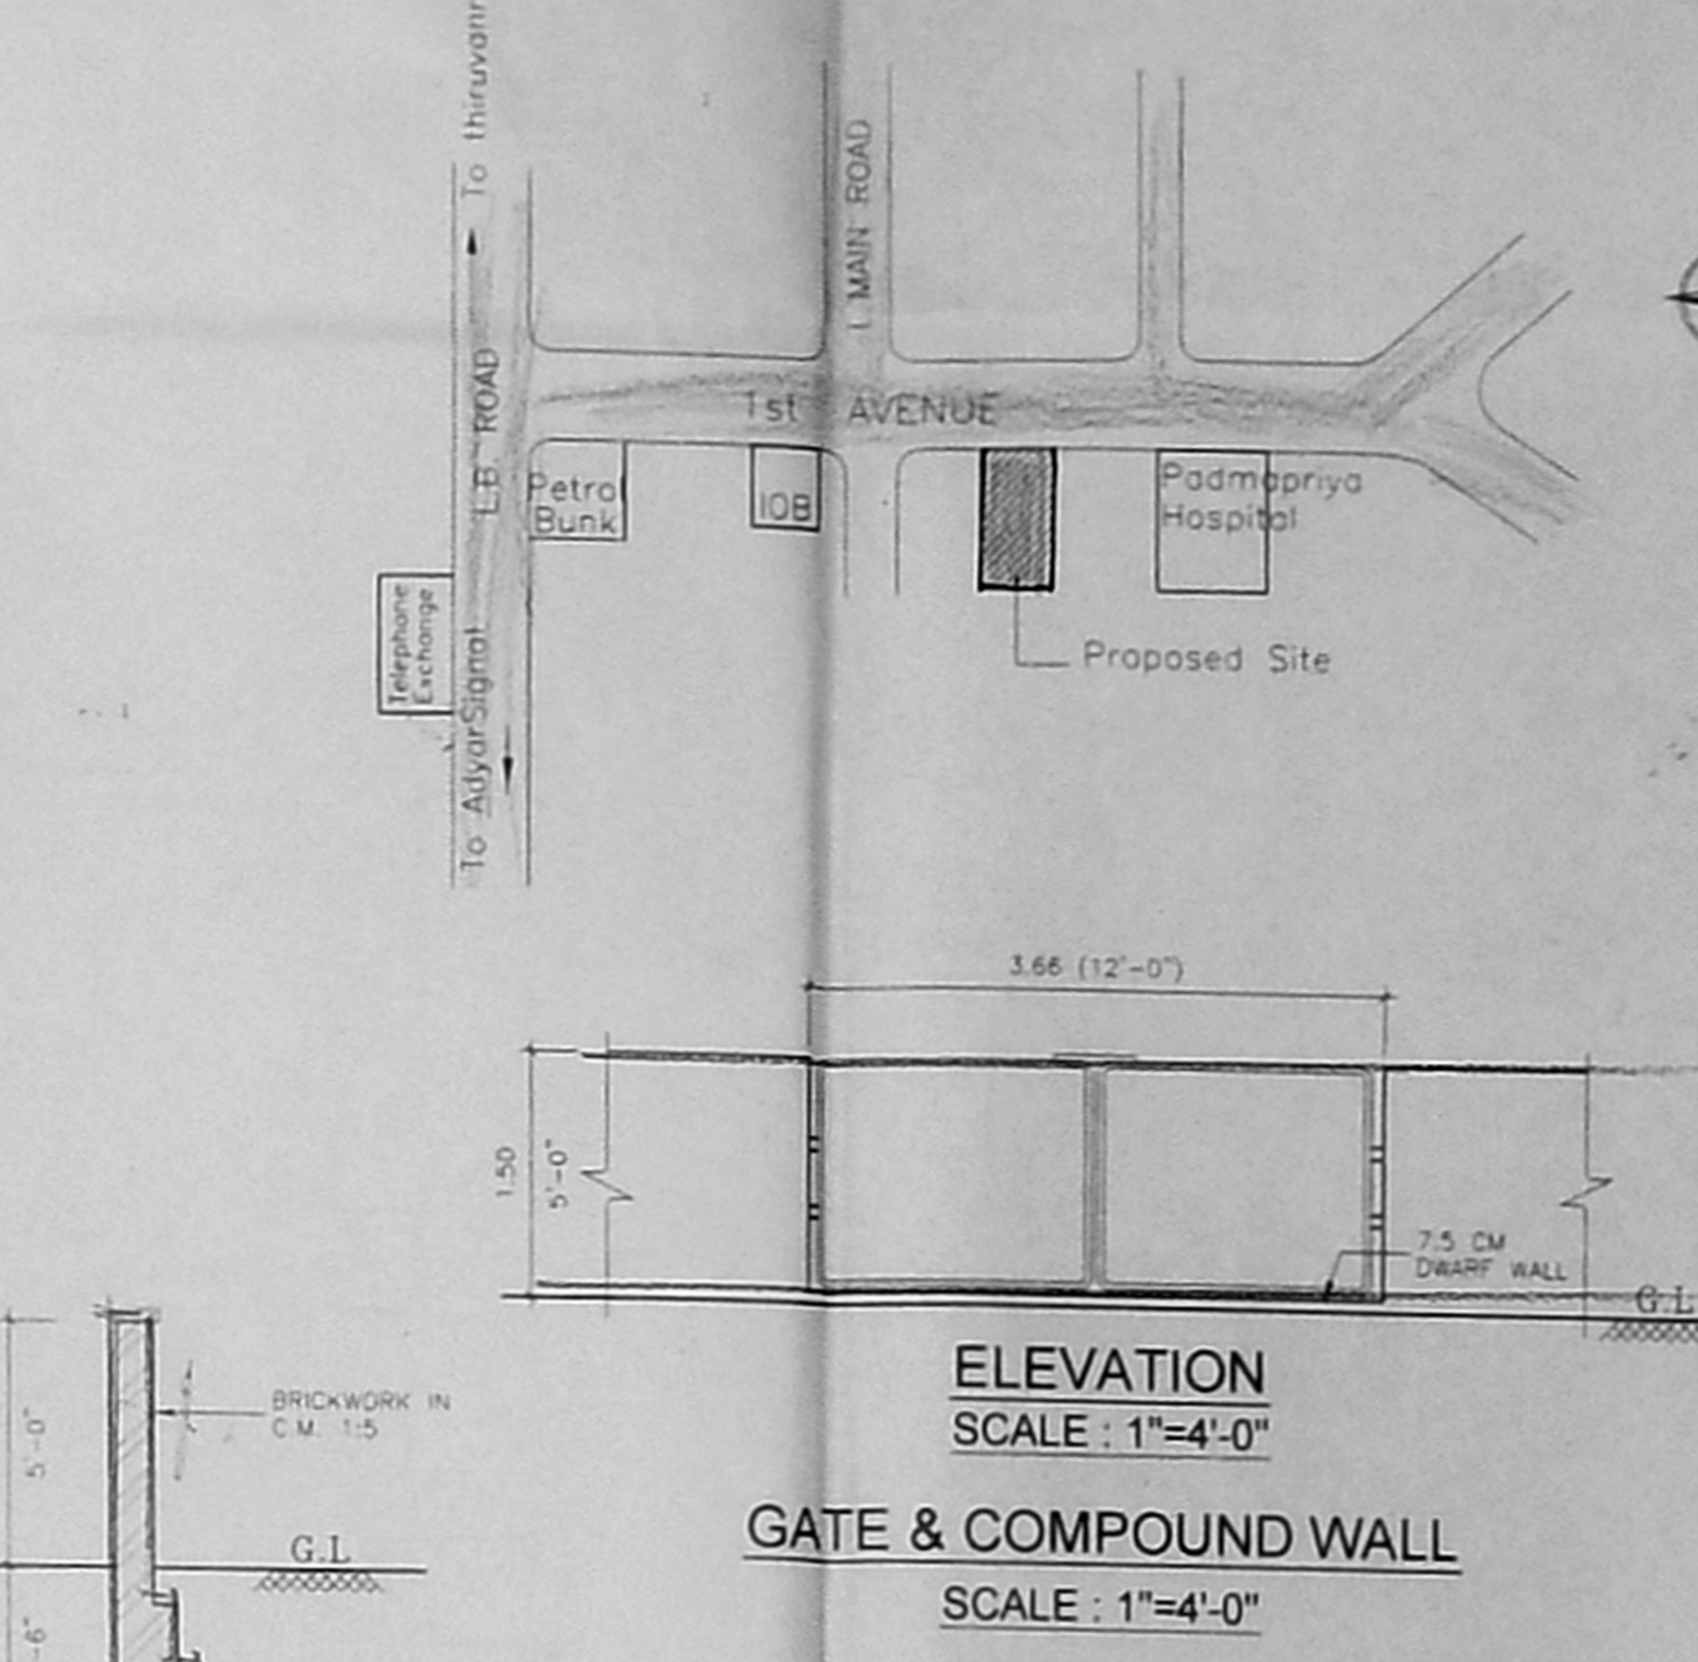 To thiruvanr
I MAIN ROAD
L.B. ROAD
1st AVENUE
Petrol
Bunk
IOB
Padmapriya
Hospital
Telephone
Exchange
Proposed Site
To AdyarSignal
3.66 (12'-0")
1.50
5'-0"
7.5 CM
DWARF WALL
G.L
ELEVATION
SCALE : 1"=4'-0"
BRICKWORK IN
C.M. 1:5
5'-0"
G.L
GATE & COMPOUND WALL
SCALE : 1"=4'-0"
-6"